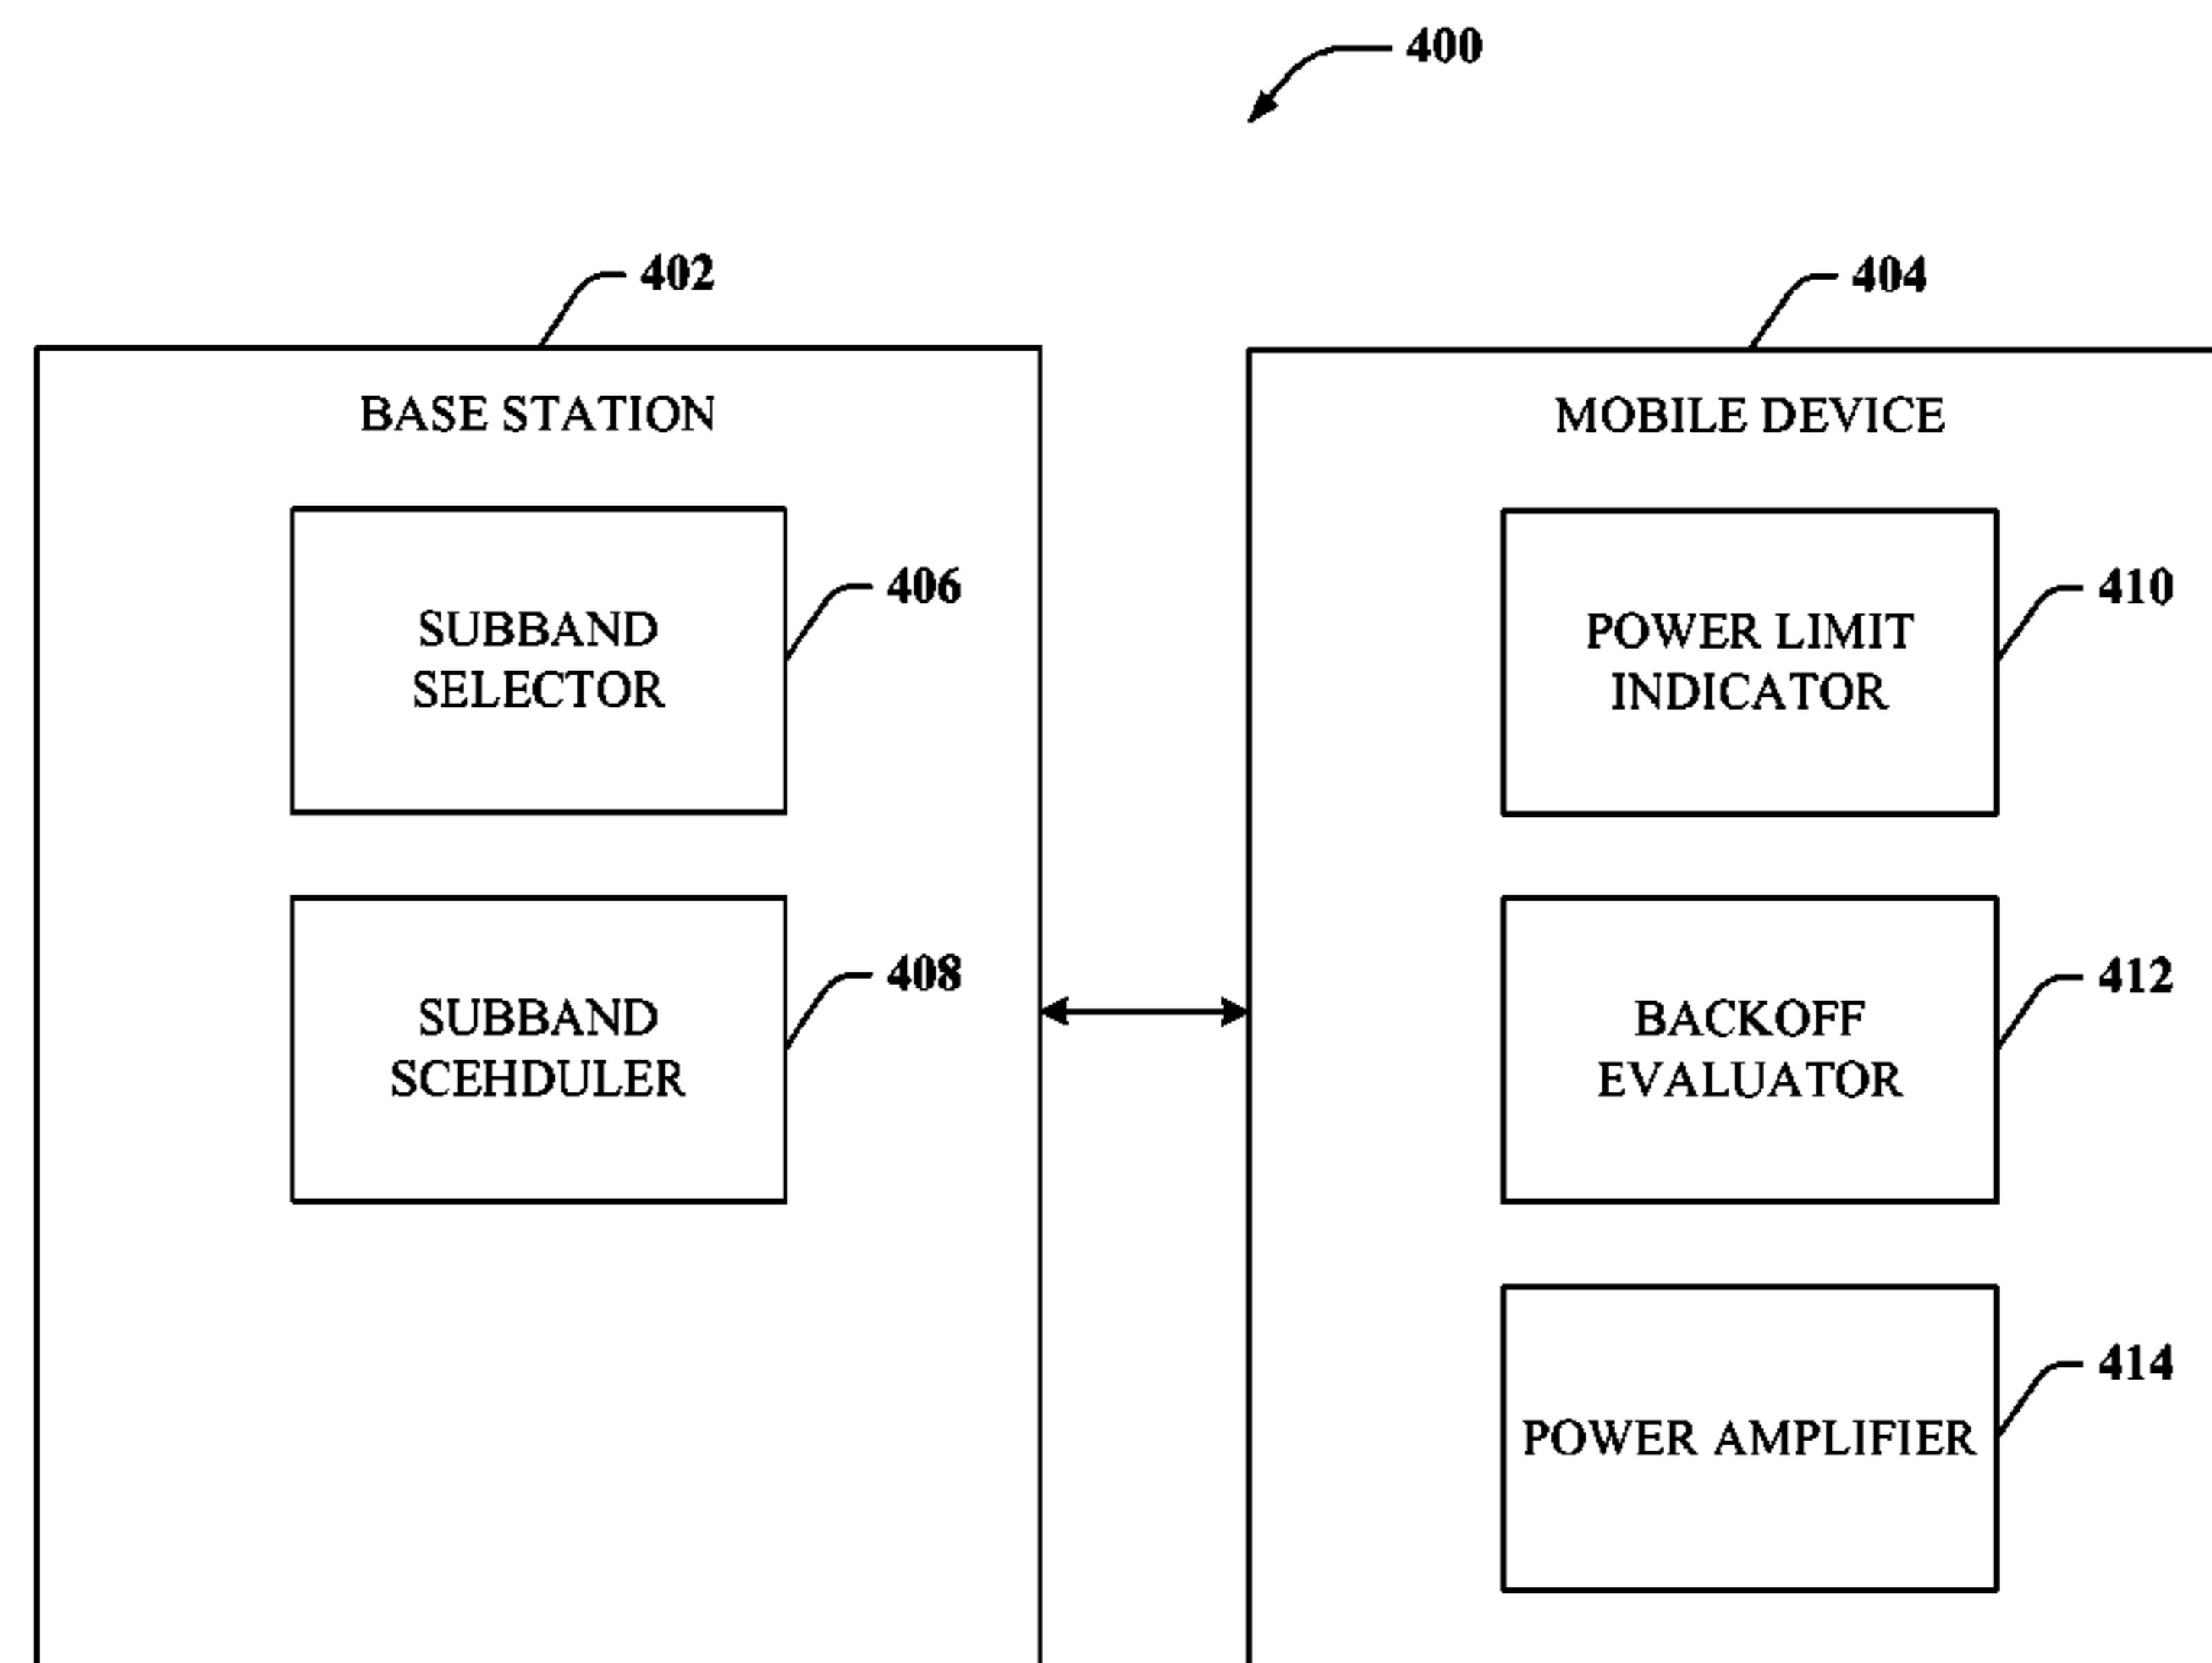 400
402
404
BASE STATION
MOBILE DEVICE
SUBBAND
SELECTOR
406
POWER LIMIT
INDICATOR
410
SUBBAND
SCEHDULER
408
BACKOFF
EVALUATOR
412
POWER AMPLIFIER
414